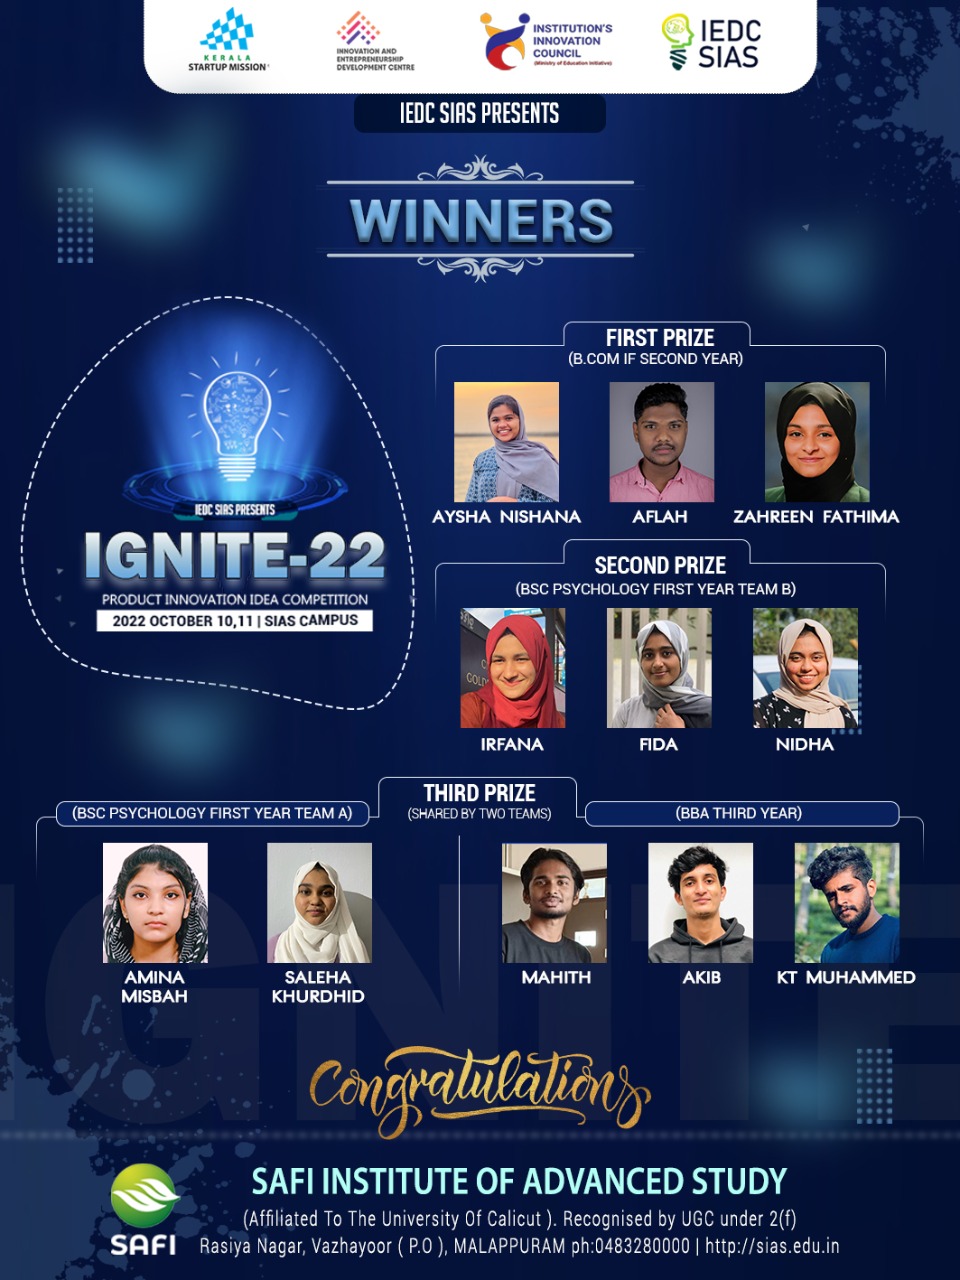 KERALA
STARTUP MISNSION
INNOVATION AND
ENTREPRENEURSHIP
DEVELOPMENT CENTRE
INSTITUTION'S
INNOVATION
COUNCIL
(Ministry of Education Initiative)
IEDC
SIAS
IEDC SIAS PRESENTS
WINNERS
IEDC SIAS PRESENTS
IGNITE-22
PRODUCT INNOVATION IDEA COMPETITION
2022 OCTOBER 10,11 | SIAS CAMPUS
FIRST PRIZE
(B.COM IF SECOND YEAR)
AYSHA NISHANA
AFLAH
ZAHREEN FATHIMA
SECOND PRIZE
(BSC PSYCHOLOGY FIRST YEAR TEAM B)
IRFANA
FIDA
NIDHA
THIRD PRIZE
(SHARED BY TWO TEAMS)
(BSC PSYCHOLOGY FIRST YEAR TEAM A)
AMINA
MISBAH
SALEHA
KHURDHID
(BBA THIRD YEAR)
MAHITH
AKIB
KT MUHAMMED
IGNITE
Congratulations
SAFI
SAFI INSTITUTE OF ADVANCED STUDY
(Affiliated To The University Of Calicut ). Recognised by UGC under 2(f)
Rasiya Nagar, Vazhayoor ( P.O ), MALAPPURAM ph:0483280000 | http://sias.edu.in